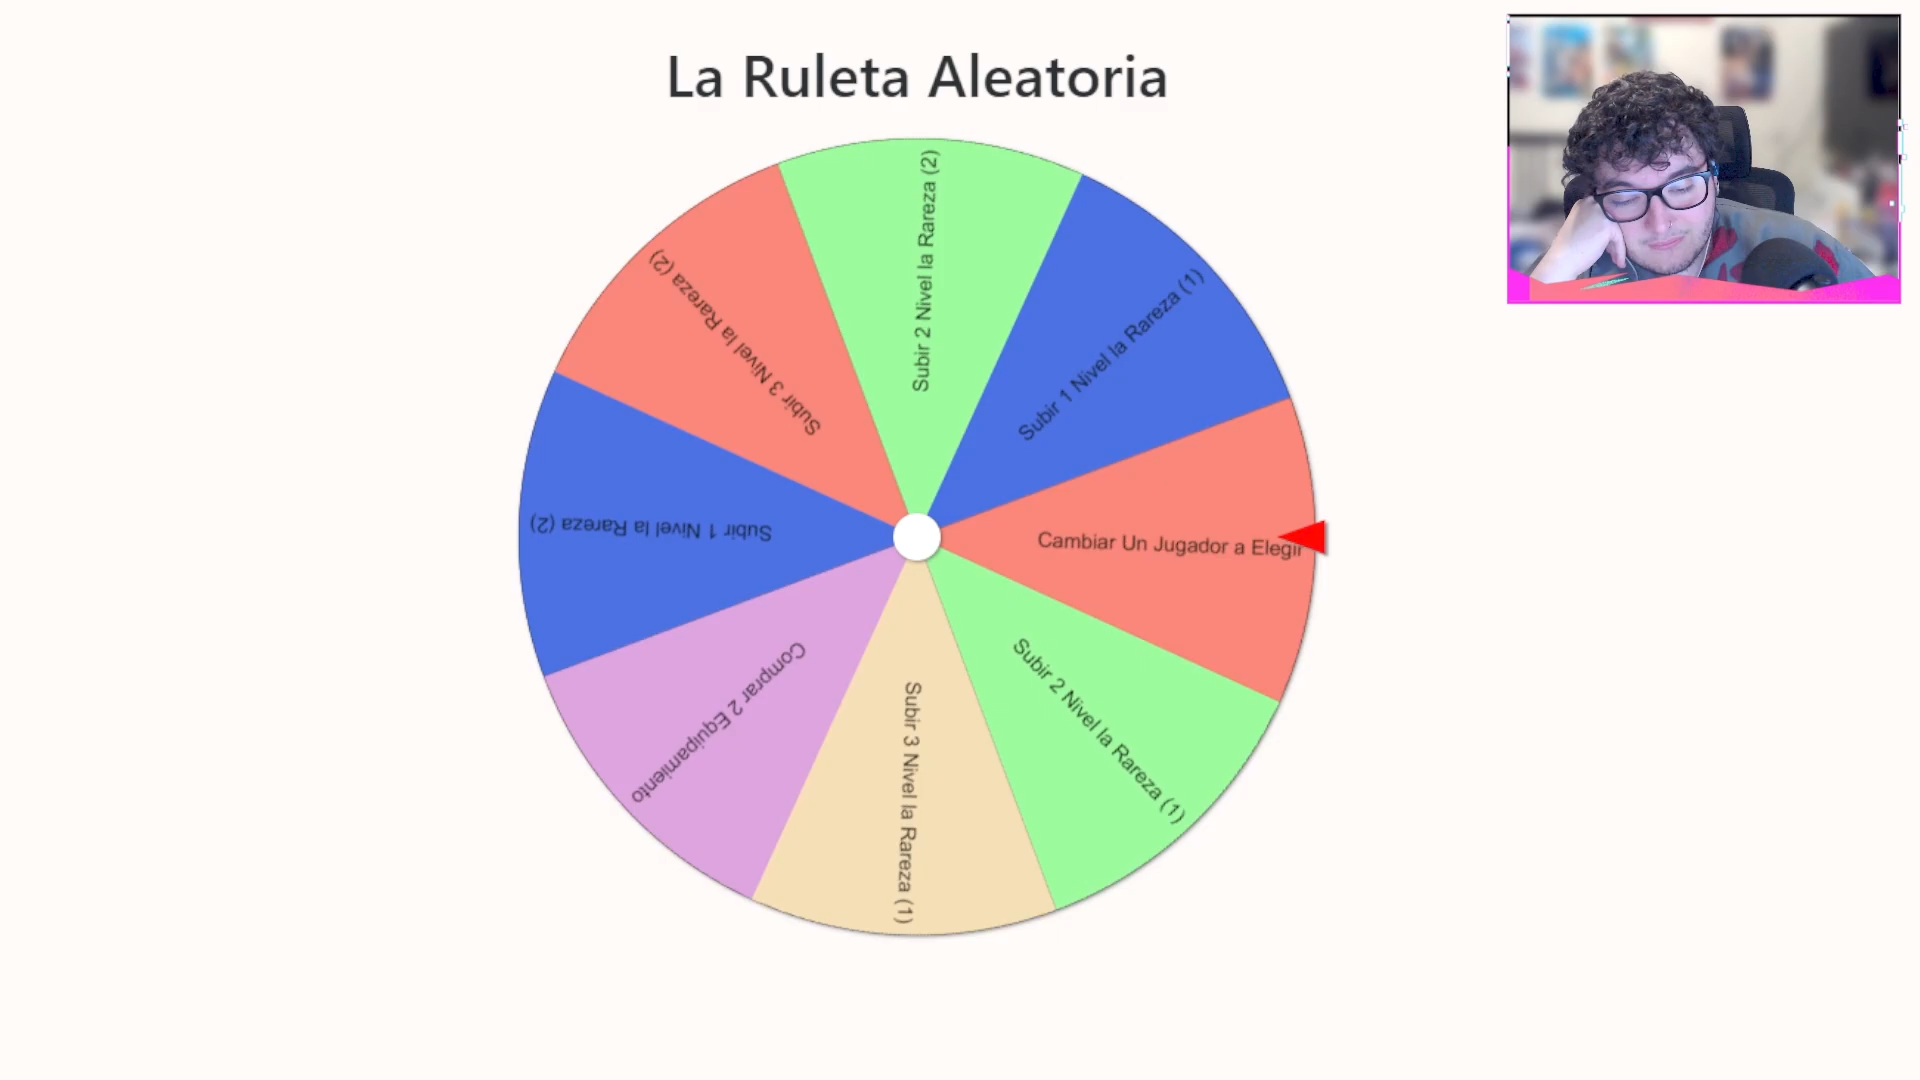 La Ruleta Aleatoria
Subir 2 Nivel la Rareza (2)
Subir 1 Nivel la Rareza (1)
Cambiar Un Jugador a Elegir
Subir 2 Nivel la Rareza (1)
Subir 3 Nivel la Rareza (1)
Comprar 2 Equipamiento
Subir 1 Nivel la Rareza (2)
Subir 3 Nivel la Rareza (2)